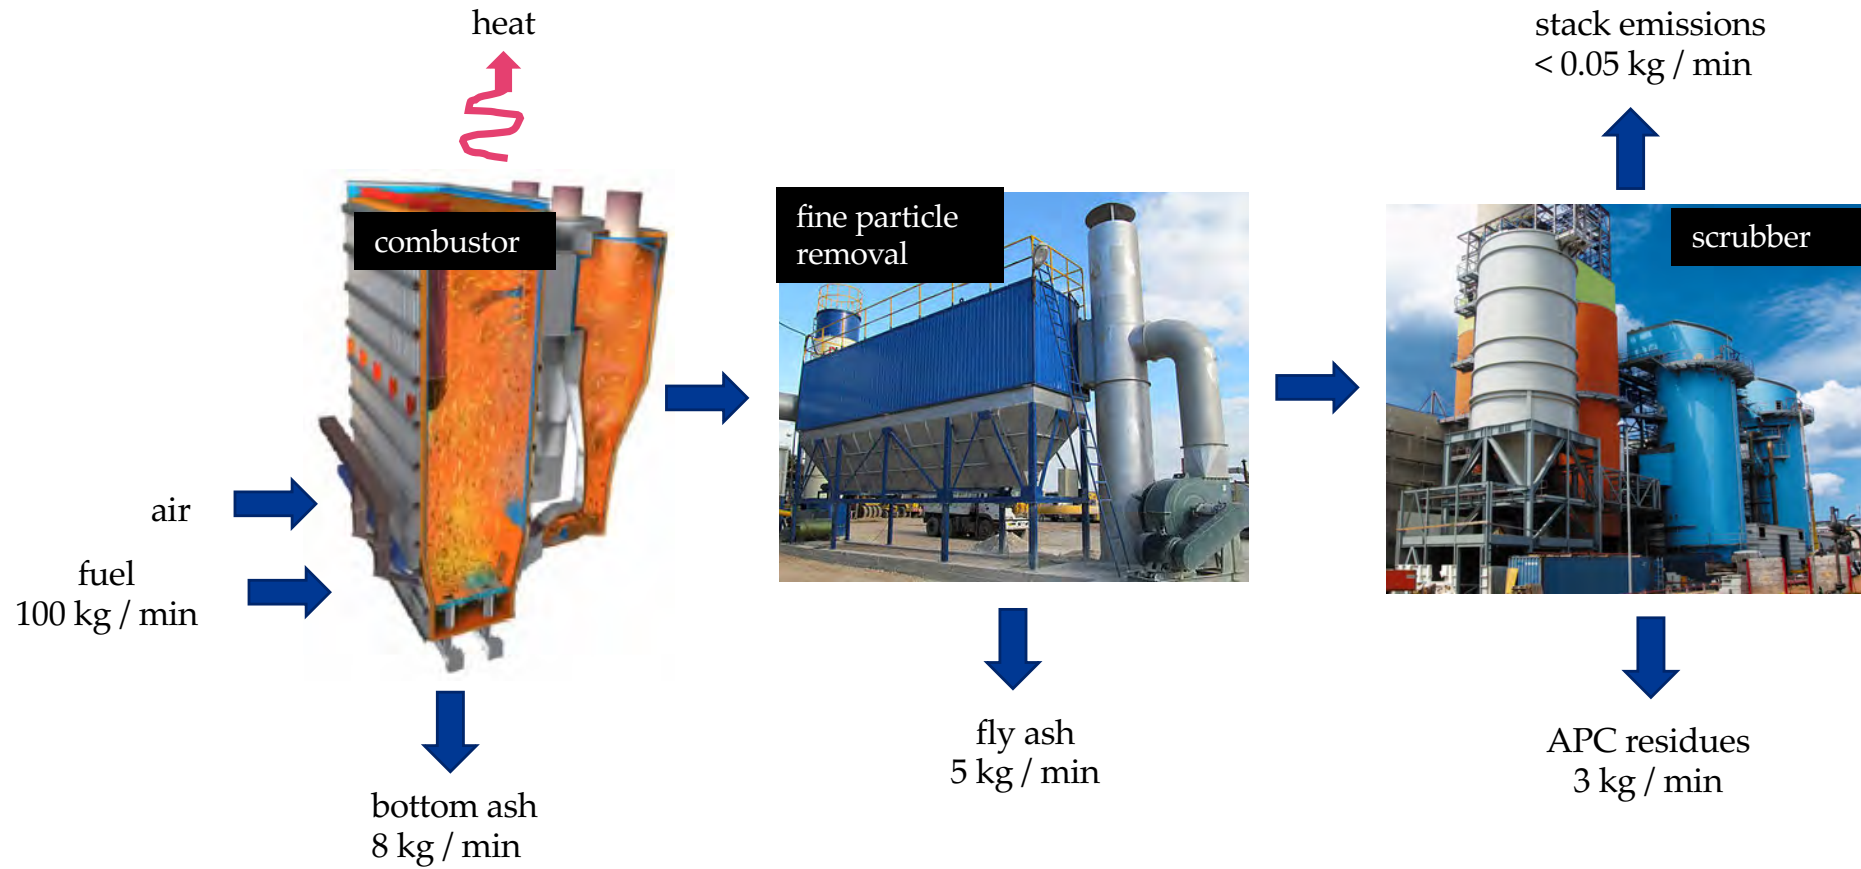 heat
stack emissions
< 0.05 kg / min
combustor
fine particle
removal
scrubber
air
fuel
100 kg / min
fly ash
5 kg / min
APC residues
3 kg / min
bottom ash
8 kg / min